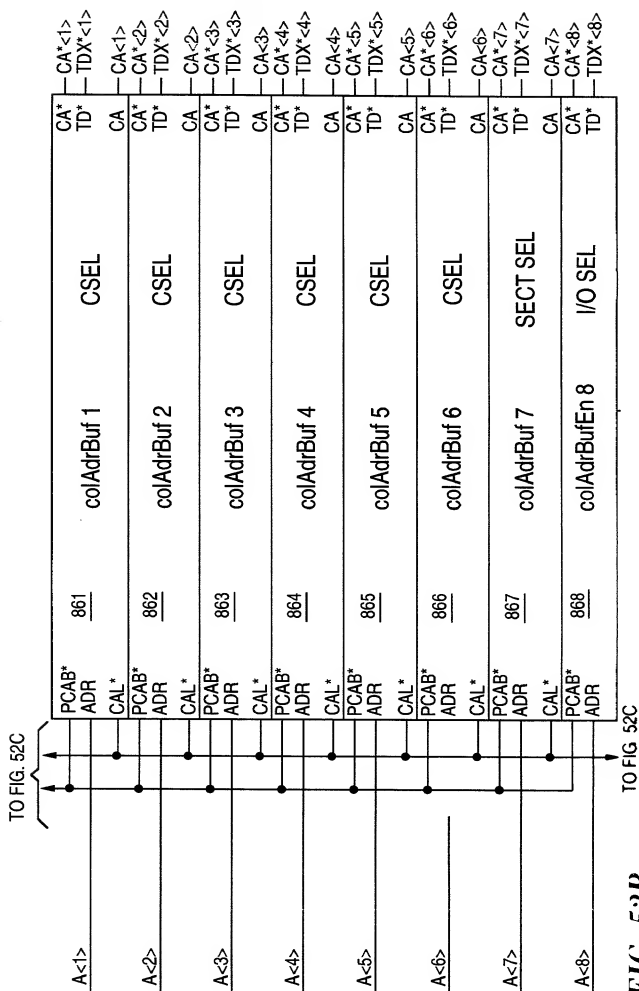 TO FIG. 52C
PCAB* CA* CA*<1>
A<1> ADR 861 colAdrBuf 1 CSEL TD* TDX*<1>
CAL* CA CA<1>
PCAB* CA* CA*<2>
A<2> ADR 862 colAdrBuf 2 CSEL TD* TDX*<2>
CAL* CA CA<2>
PCAB* CA* CA*<3>
A<3> ADR 863 colAdrBuf 3 CSEL TD* TDX*<3>
CAL* CA CA<3>
PCAB* CA* CA*<4>
A<4> ADR 864 colAdrBuf 4 CSEL TD* TDX*<4>
CAL* CA CA<4>
PCAB* CA* CA*<5>
A<5> ADR 865 colAdrBuf 5 CSEL TD* TDX*<5>
CAL* CA CA<5>
PCAB* CA* CA*<6>
A<6> ADR 866 colAdrBuf 6 CSEL TD* TDX*<6>
CAL* CA CA<6>
PCAB* CA* CA*<7>
A<7> ADR 867 colAdrBuf 7 SECT SEL TD* TDX*<7>
CAL* CA CA<7>
PCAB* CA* CA*<8>
A<8> ADR 868 colAdrBufEn 8 I/O SEL TD* TDX*<8>
TO FIG 52C